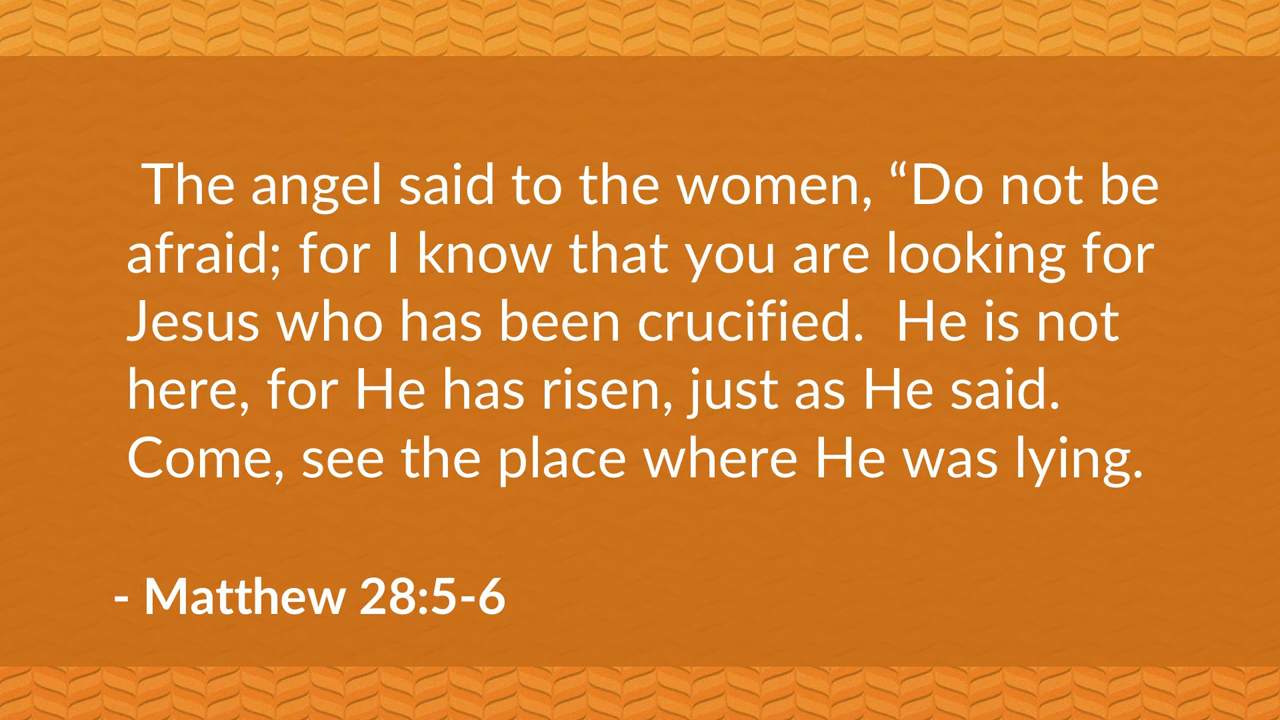 The angel said to the women, “Do not be
afraid; for I know that you are looking for
Jesus who has been crucified.  He is not
here, for He has risen, just as He said.
Come, see the place where He was lying.
- Matthew 28:5-6